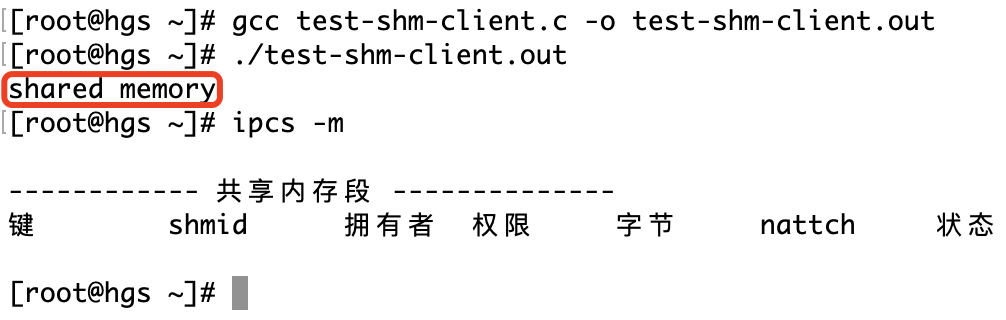 [root@hgs ~]# gcc test-shm-client.c -o test-shm-client.out
[root@hgs ~]# ./test-shm-client.out
shared memory
[root@hgs ~]# ipcs -m
------------ 共享内存段 --------------
键 shmid 拥有者 权限 字节 nattch 状态
[root@hgs ~]#